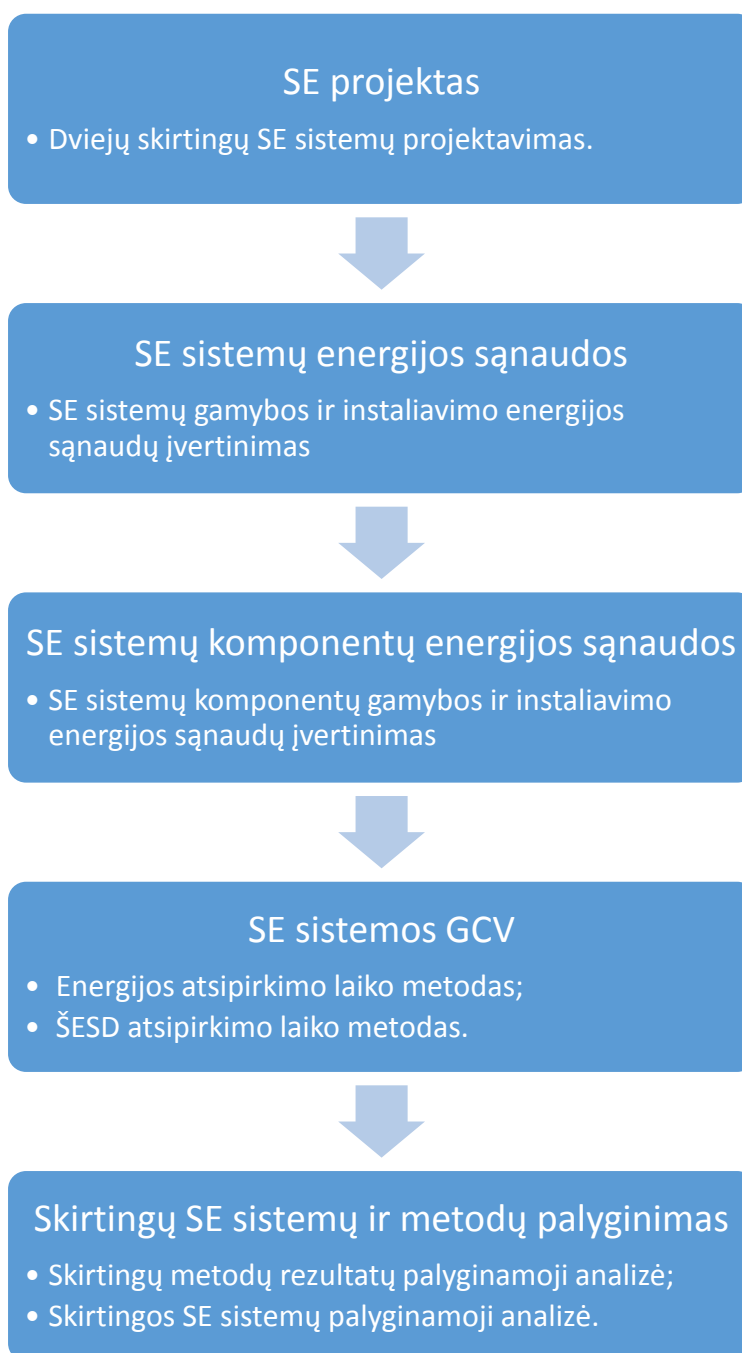 SE projektas
• Dviejų skirtingų SE sistemų projektavimas.
SE sistemų energijos sąnaudos
• SE sistemų gamybos ir instaliavimo energijos
sąnaudų įvertinimas
SE sistemų komponentų energijos sąnaudos
• SE sistemų komponentų gamybos ir instaliavimo
energijos sąnaudų įvertinimas
SE sistemos GCV
• Energijos atsipirkimo laiko metodas;
• ŠESD atsipirkimo laiko metodas.
Skirtingų SE sistemų ir metodų palyginimas
• Skirtingų metodų rezultatų palyginamoji analizė;
• Skirtingos SE sistemų palyginamoji analizė.